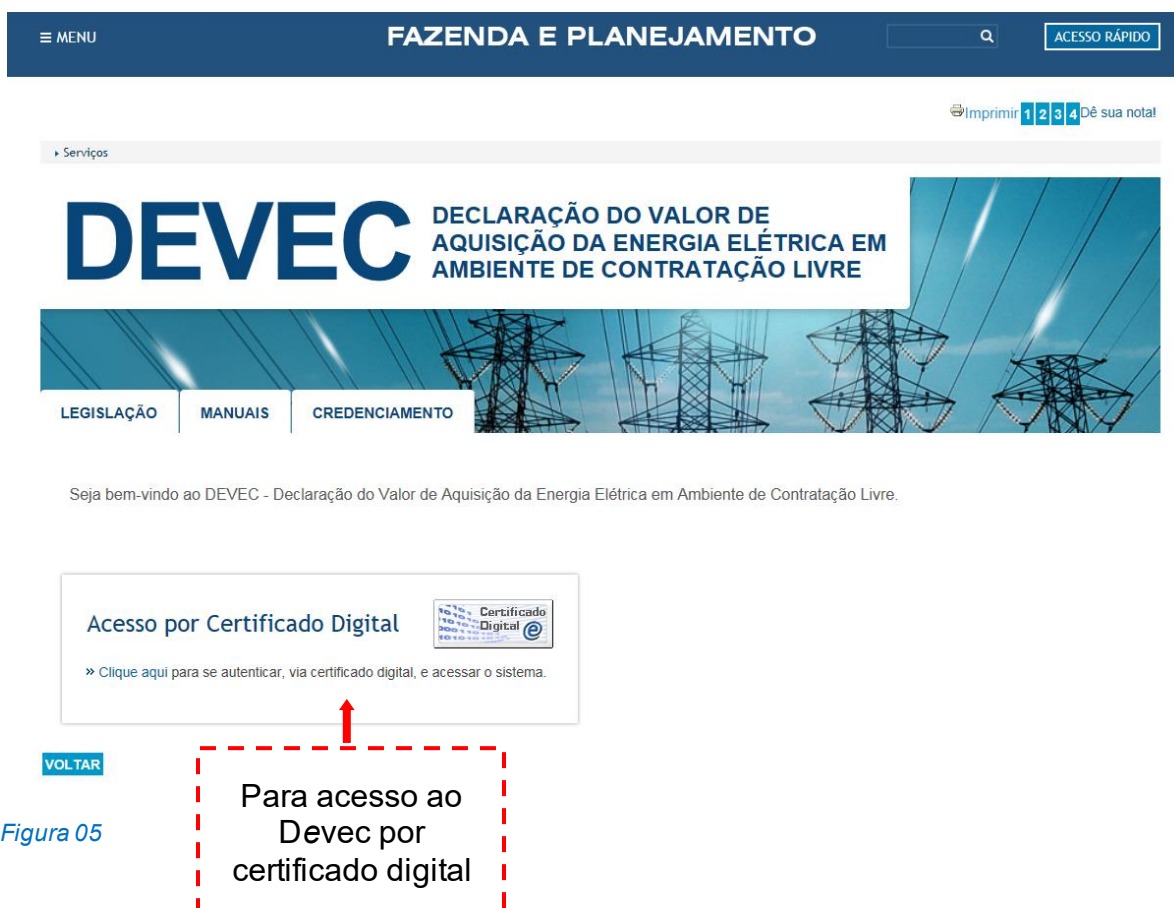 ≡ MENU
FAZENDA E PLANEJAMENTO
ACESSO RÁPIDO
Imprimir 1 2 3 4 Dê sua nota!
Serviços
DEVEC
DECLARAÇÃO DO VALOR DE
AQUISIÇÃO DA ENERGIA ELÉTRICA EM
AMBIENTE DE CONTRATAÇÃO LIVRE
LEGISLAÇÃO
MANUAIS
CREDENCIAMENTO
Seja bem-vindo ao DEVEC - Declaração do Valor de Aquisição da Energia Elétrica em Ambiente de Contratação Livre.
Acesso por Certificado Digital
Certificado
Digital
» Clique aqui para se autenticar, via certificado digital, e acessar o sistema.
VOLTAR
Para acesso ao
Devec por
certificado digital
Figura 05